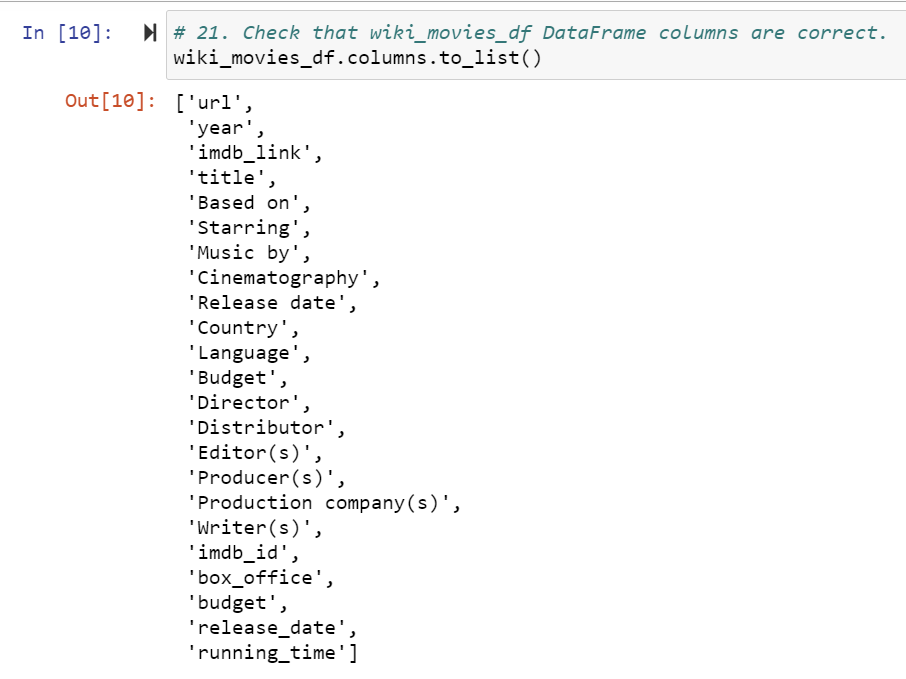 In [10]:
# 21. Check that wiki_movies_df DataFrame columns are correct.
wiki_movies_df.columns.to_list()
Out[10]:
['url',
'year',
'imdb_link',
'title',
'Based on',
'Starring',
'Music by',
'Cinematography',
'Release date',
'Country',
'Language',
'Budget',
'Director',
'Distributor',
'Editor(s)',
'Producer(s)',
'Production company(s)',
'Writer(s)',
'imdb_id',
'box_office',
'budget',
'release_date',
'running_time']